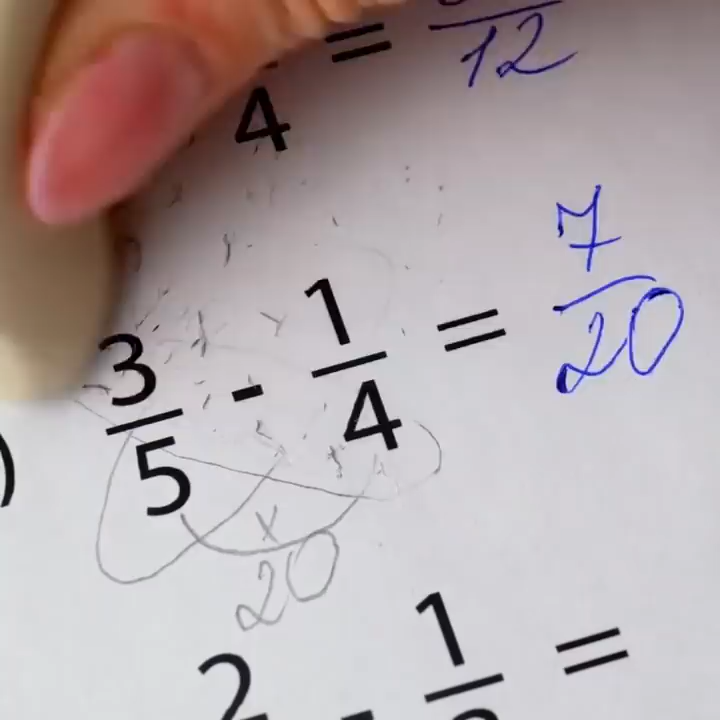 4 = 12
3/5 - 1/4 = 7/20
)
x
20
2 - 1 =